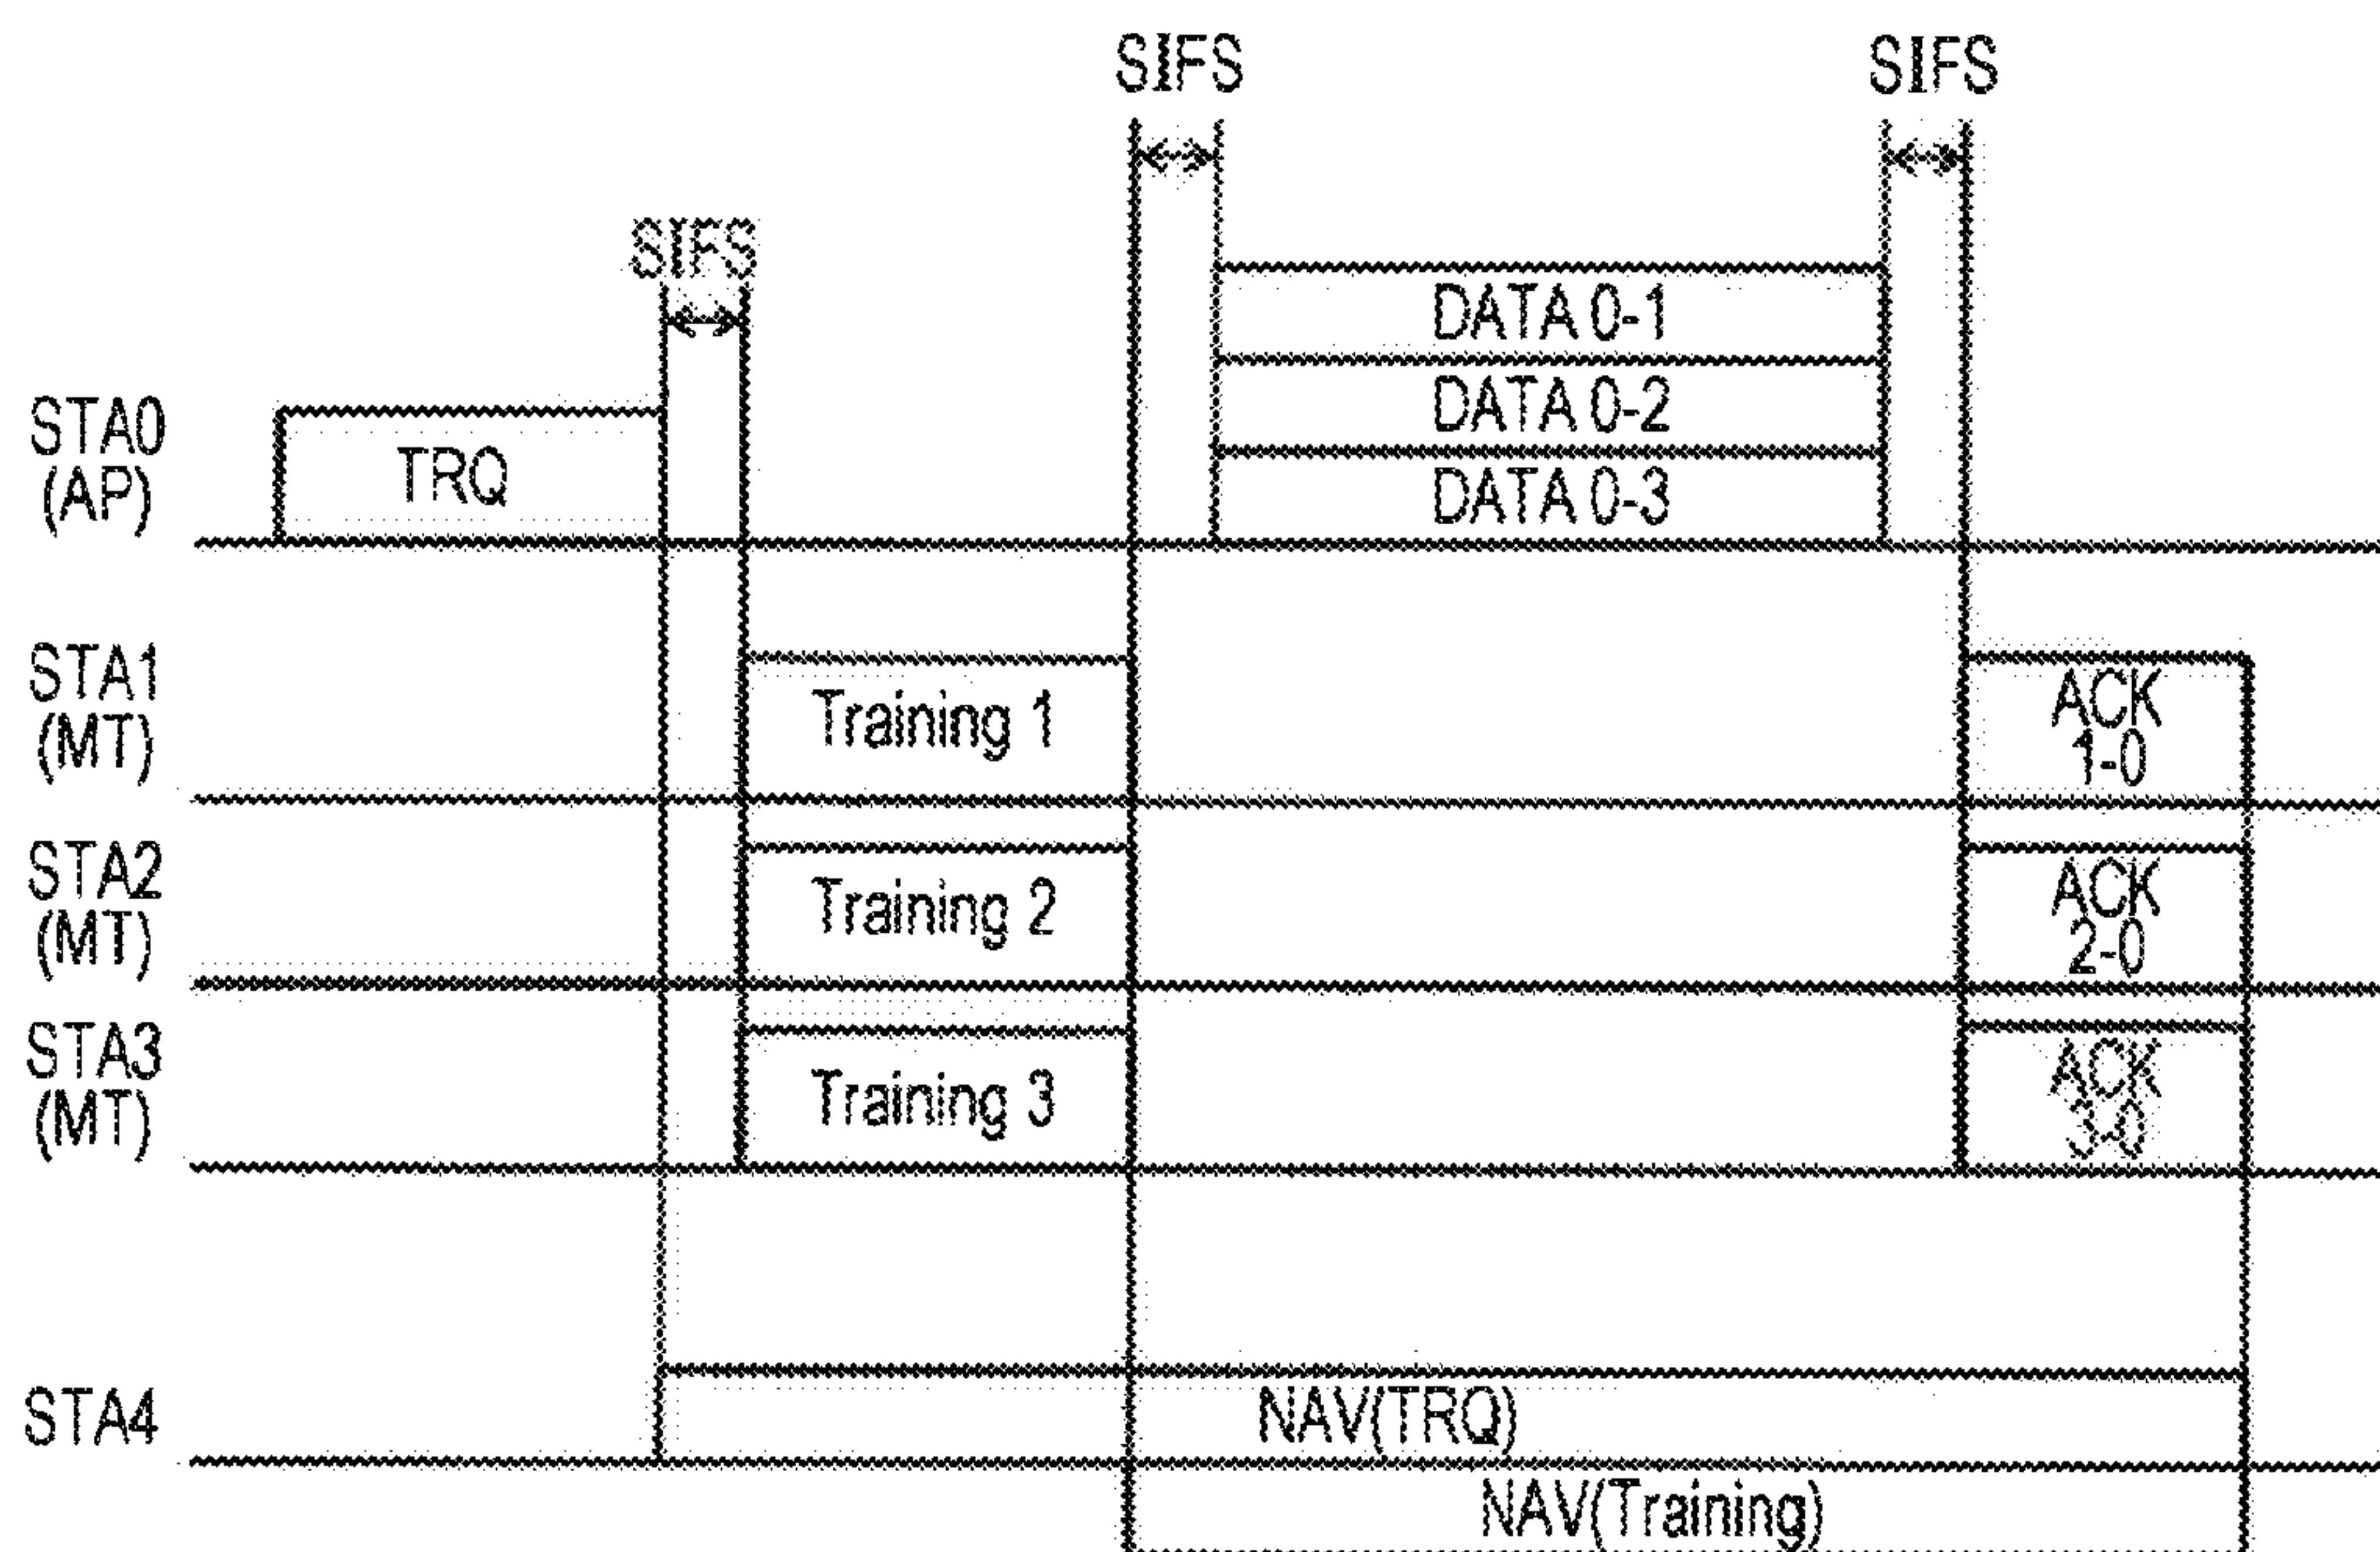 SIFS
SIFS
SIFS
DATA 0-1
DATA 0-2
DATA 0-3
STA0
(AP)
TRQ
STA1
(MT)
Training 1
ACK
1-0
STA2
(MT)
Training 2
ACK
2-0
STA3
(MT)
Training 3
ACK
3-0
STA4
NAV(TRQ)
NAV(Training)